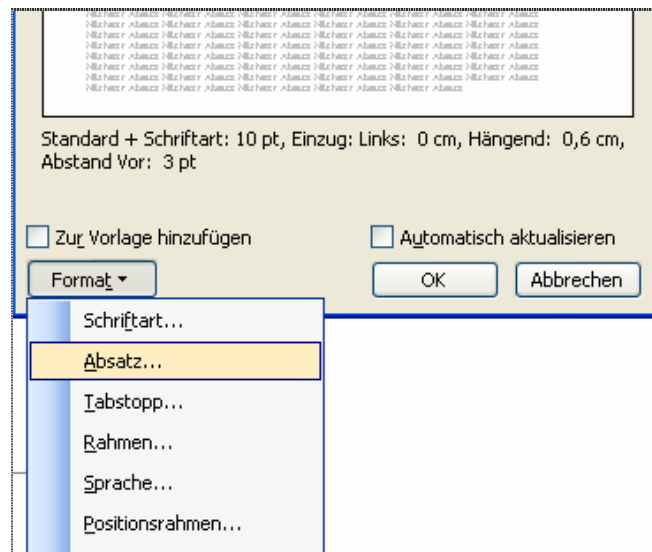 Standard + Schriftart: 10 pt, Einzug: Links: 0 cm, Hängend: 0,6 cm,
Abstand Vor: 3 pt
Zur Vorlage hinzufügen
Automatisch aktualisieren
Format
OK
Abbrechen
Schriftart...
Absatz...
Tabstopp...
Rahmen...
Sprache...
Positionsrahmen...